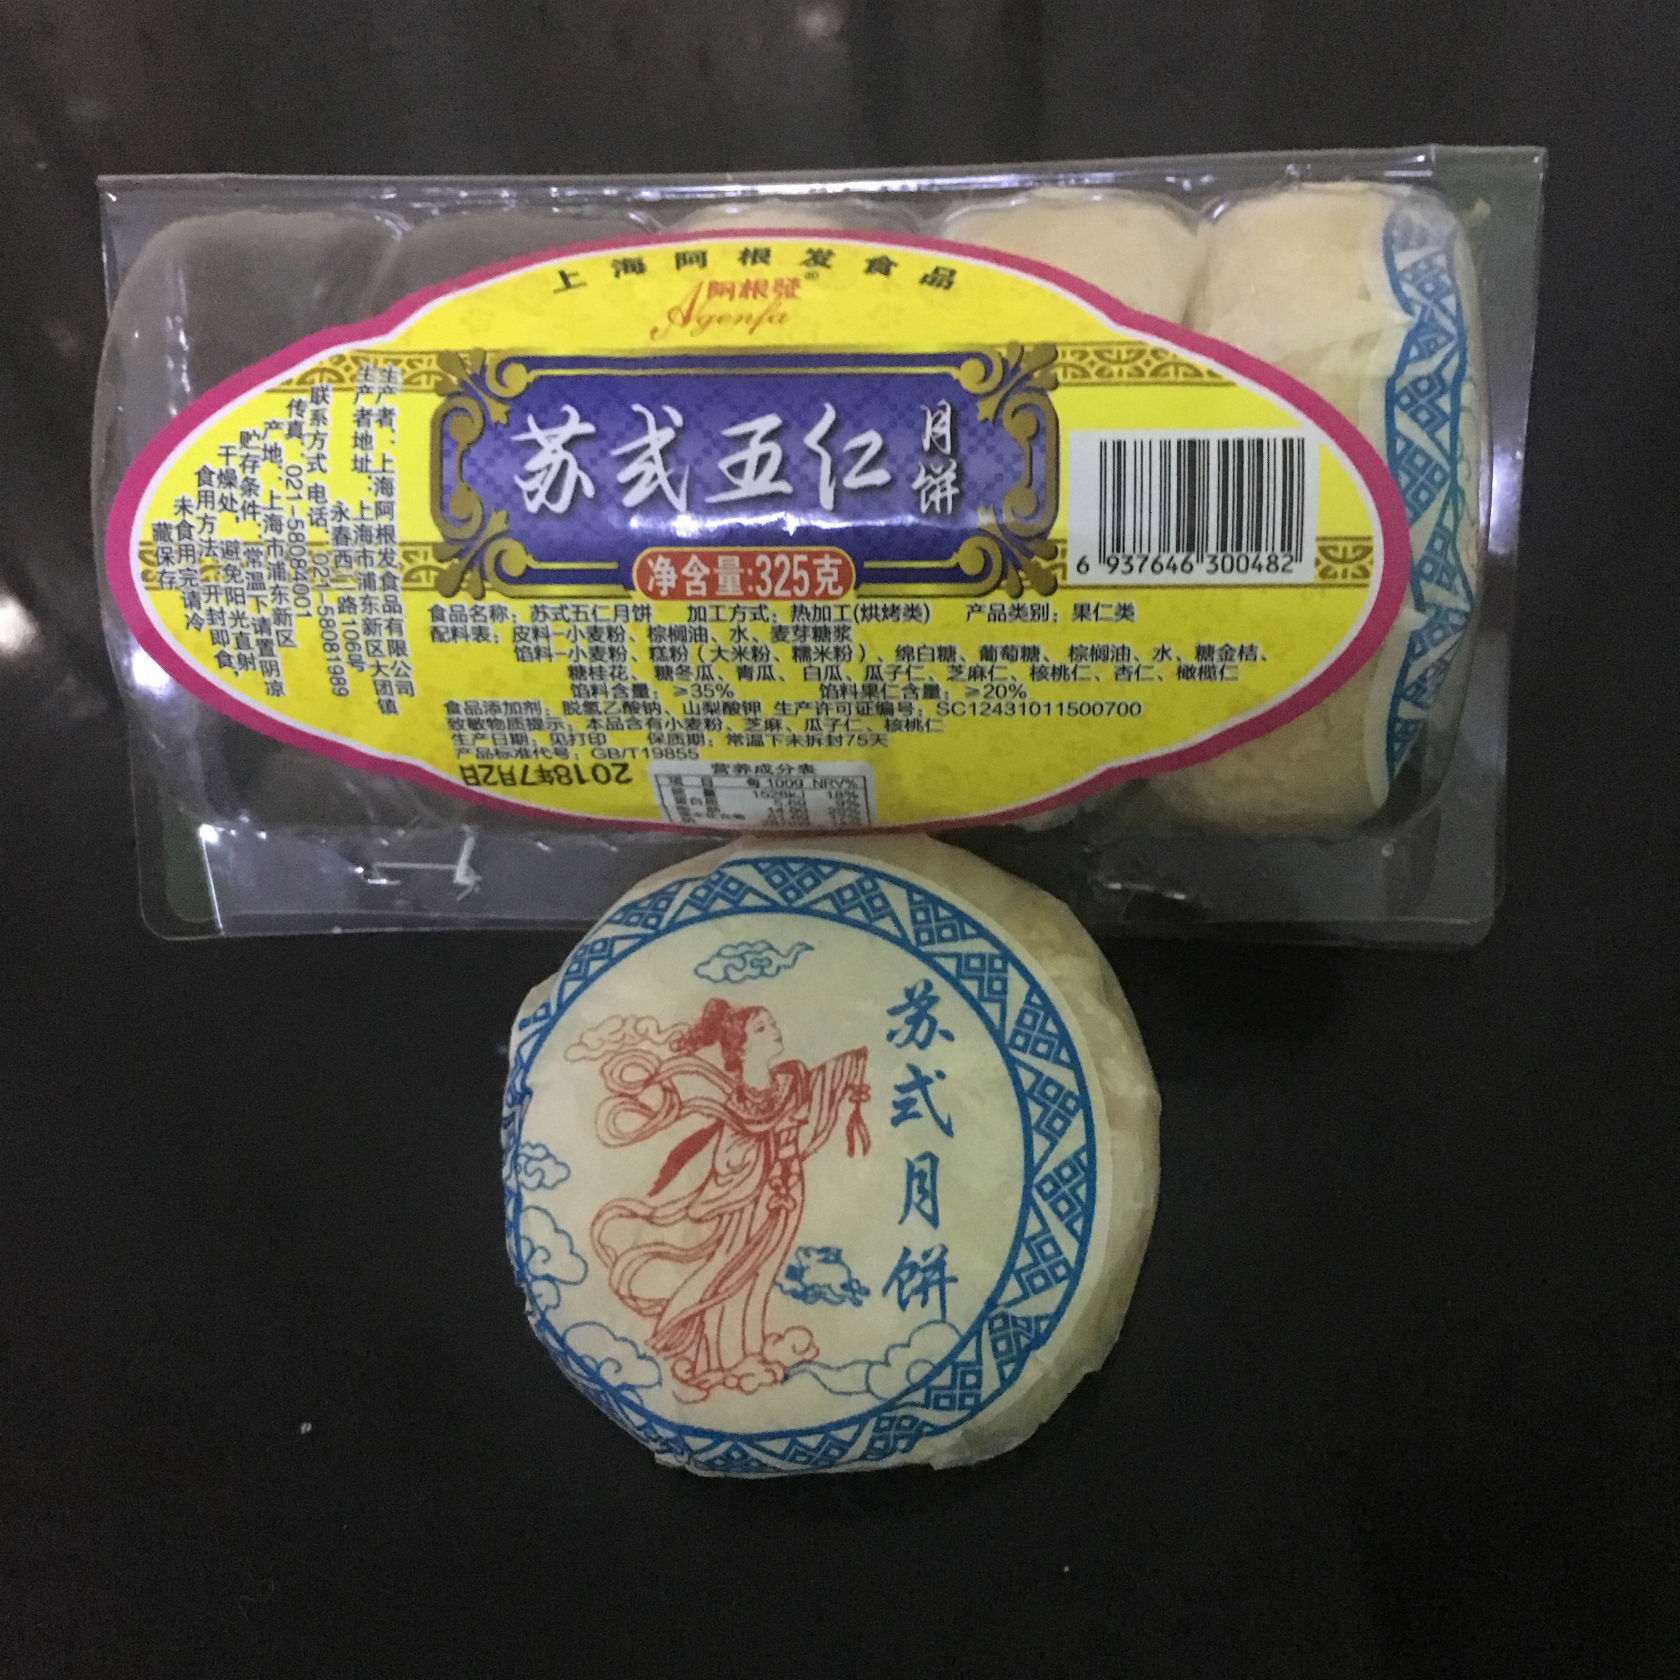 上海阿根发食品
阿根發®
Agenfa
苏式五仁
月饼
净含量:325克
6 937646 300482
生产者：上海阿根发食品有限公司
生产者地址：上海市浦东新区大团镇
永春西一路106号
联系方式 电话：021-58081989
传真：021-58084001
产地：上海市浦东新区
贮存条件：常温下请置阴凉
干燥处，避免阳光直射，
食用方法：开封即食，
未食用完请冷
藏保存。
食品名称：苏式五仁月饼 加工方式：热加工(烘烤类) 产品类别：果仁类
配料表：皮料-小麦粉、棕榈油、水、麦芽糖浆
馅料-小麦粉、糕粉（大米粉、糯米粉）、绵白糖、葡萄糖、棕榈油、水、糖金桔、
糖桂花、糖冬瓜、青瓜、白瓜、瓜子仁、芝麻仁、核桃仁、杏仁、橄榄仁
馅料含量：≥35% 馅料果仁含量：≥20%
食品添加剂：脱氢乙酸钠、山梨酸钾 生产许可证编号：SC12431011500700
致敏物质提示：本品含有小麦粉、芝麻、瓜子仁、核桃仁
生产日期：见打印 保质期：常温下未拆封75天
产品标准代号：GB/T19855
2018年7月2日
营养成分表
项 目 每100g NRV%
能 量 1528kJ 18%
蛋白质
苏式月饼